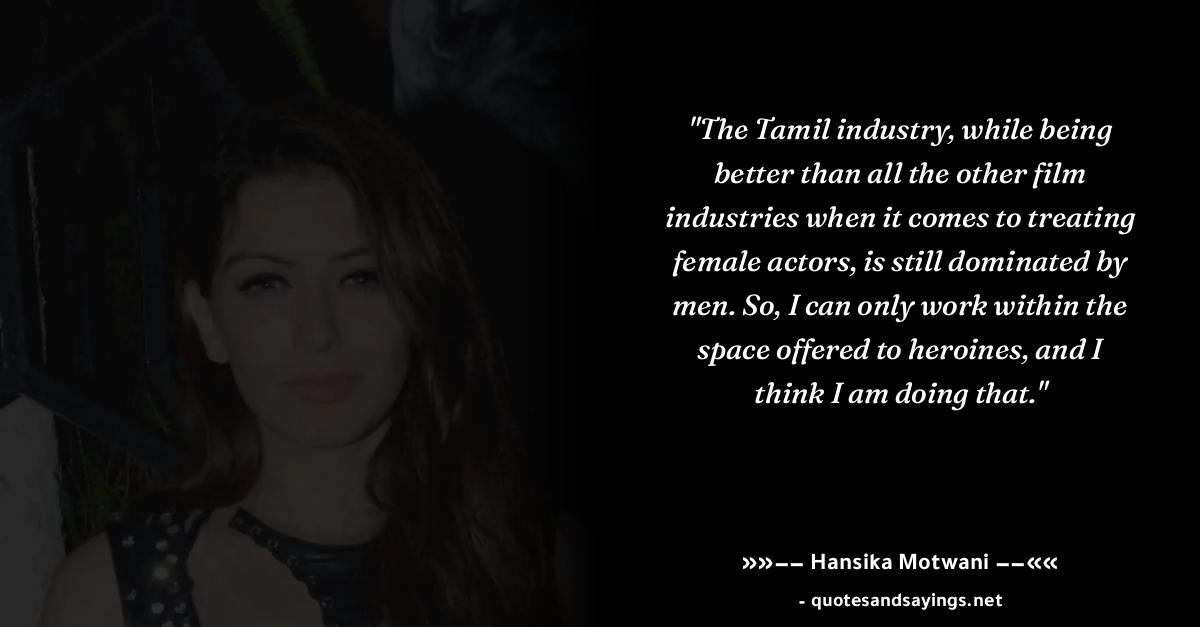 "The Tamil industry, while being
better than all the other film
industries when it comes to treating
female actors, is still dominated by
men. So, I can only work within the
space offered to heroines, and I
think I am doing that."
»»–– Hansika Motwani ––««
- quotesandsayings.net